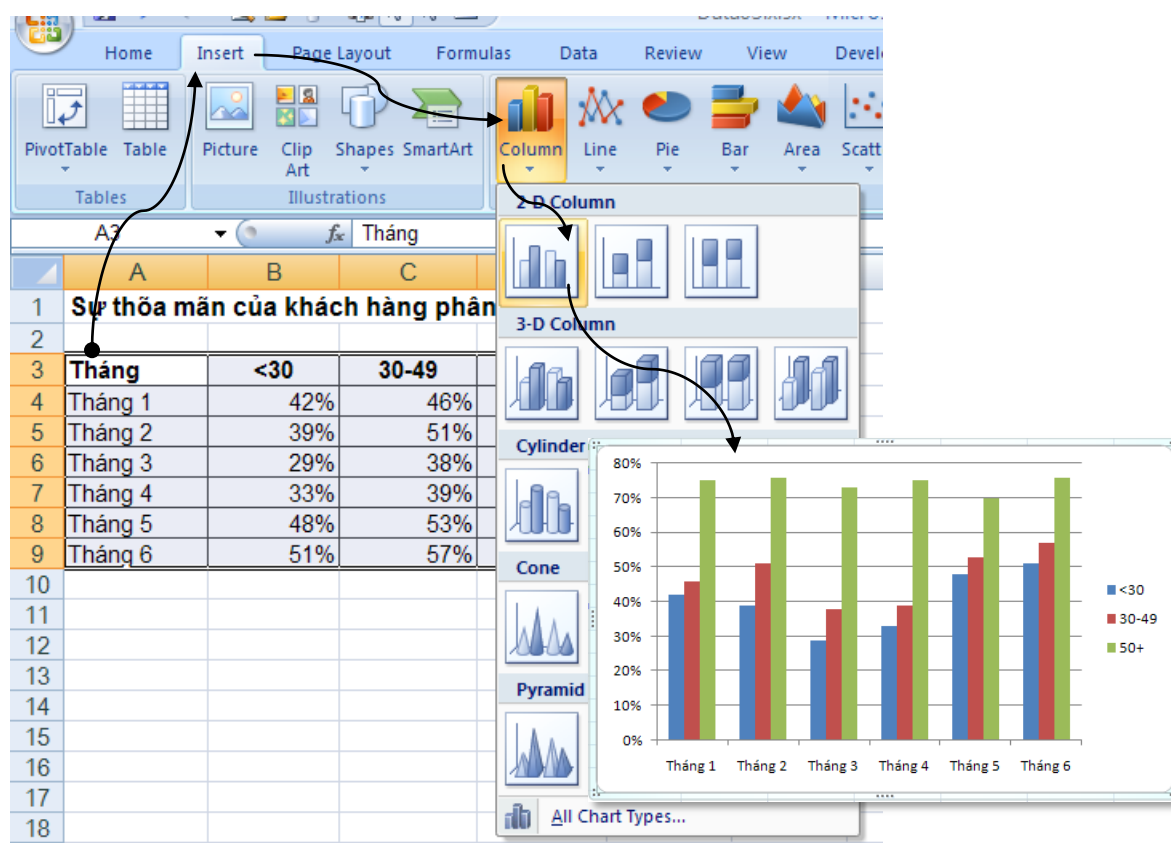 Home Insert Page Layout Formulas Data Review View
PivotTable Table Picture Clip Art Shapes SmartArt Column Line Pie Bar Area
Tables Illustrations
A3 fx Tháng
A B C
1 Sự thõa mãn của khách hàng phân
2
3 Tháng <30 30-49
4 Tháng 1 42% 46%
5 Tháng 2 39% 51%
6 Tháng 3 29% 38%
7 Tháng 4 33% 39%
8 Tháng 5 48% 53%
9 Tháng 6 51% 57%
10
11
12
13
14
15
16
17
18
2-D Column
3-D Column
Cylinder
Cone
Pyramid
All Chart Types...
80%
70%
60%
50%
40%
30%
20%
10%
0%
Tháng 1 Tháng 2 Tháng 3 Tháng 4 Tháng 5 Tháng 6
<30
30-49
50+